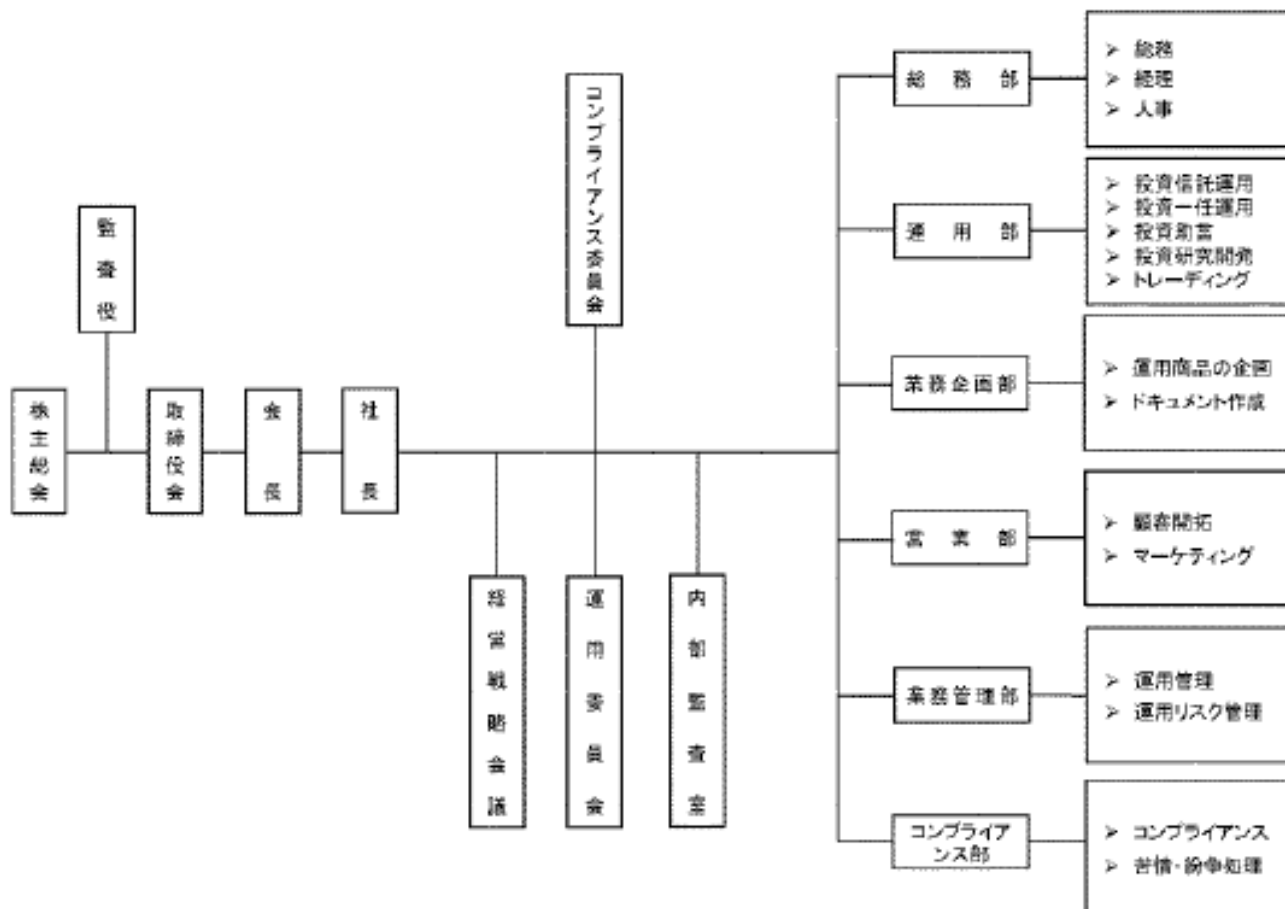 株主総会
監査役
取締役会
会長
社長
コンプライアンス委員会
経営戦略会議
運用委員会
内部監査室
総務部
➢ 総務
➢ 経理
➢ 人事
運用部
➢ 投資信託運用
➢ 投資一任運用
➢ 投資助言
➢ 投資研究開発
➢ トレーディング
業務企画部
➢ 運用商品の企画
➢ ドキュメント作成
営業部
➢ 顧客開拓
➢ マーケティング
業務管理部
➢ 運用管理
➢ 運用リスク管理
コンプライア
ンス部
➢ コンプライアンス
➢ 苦情・紛争処理